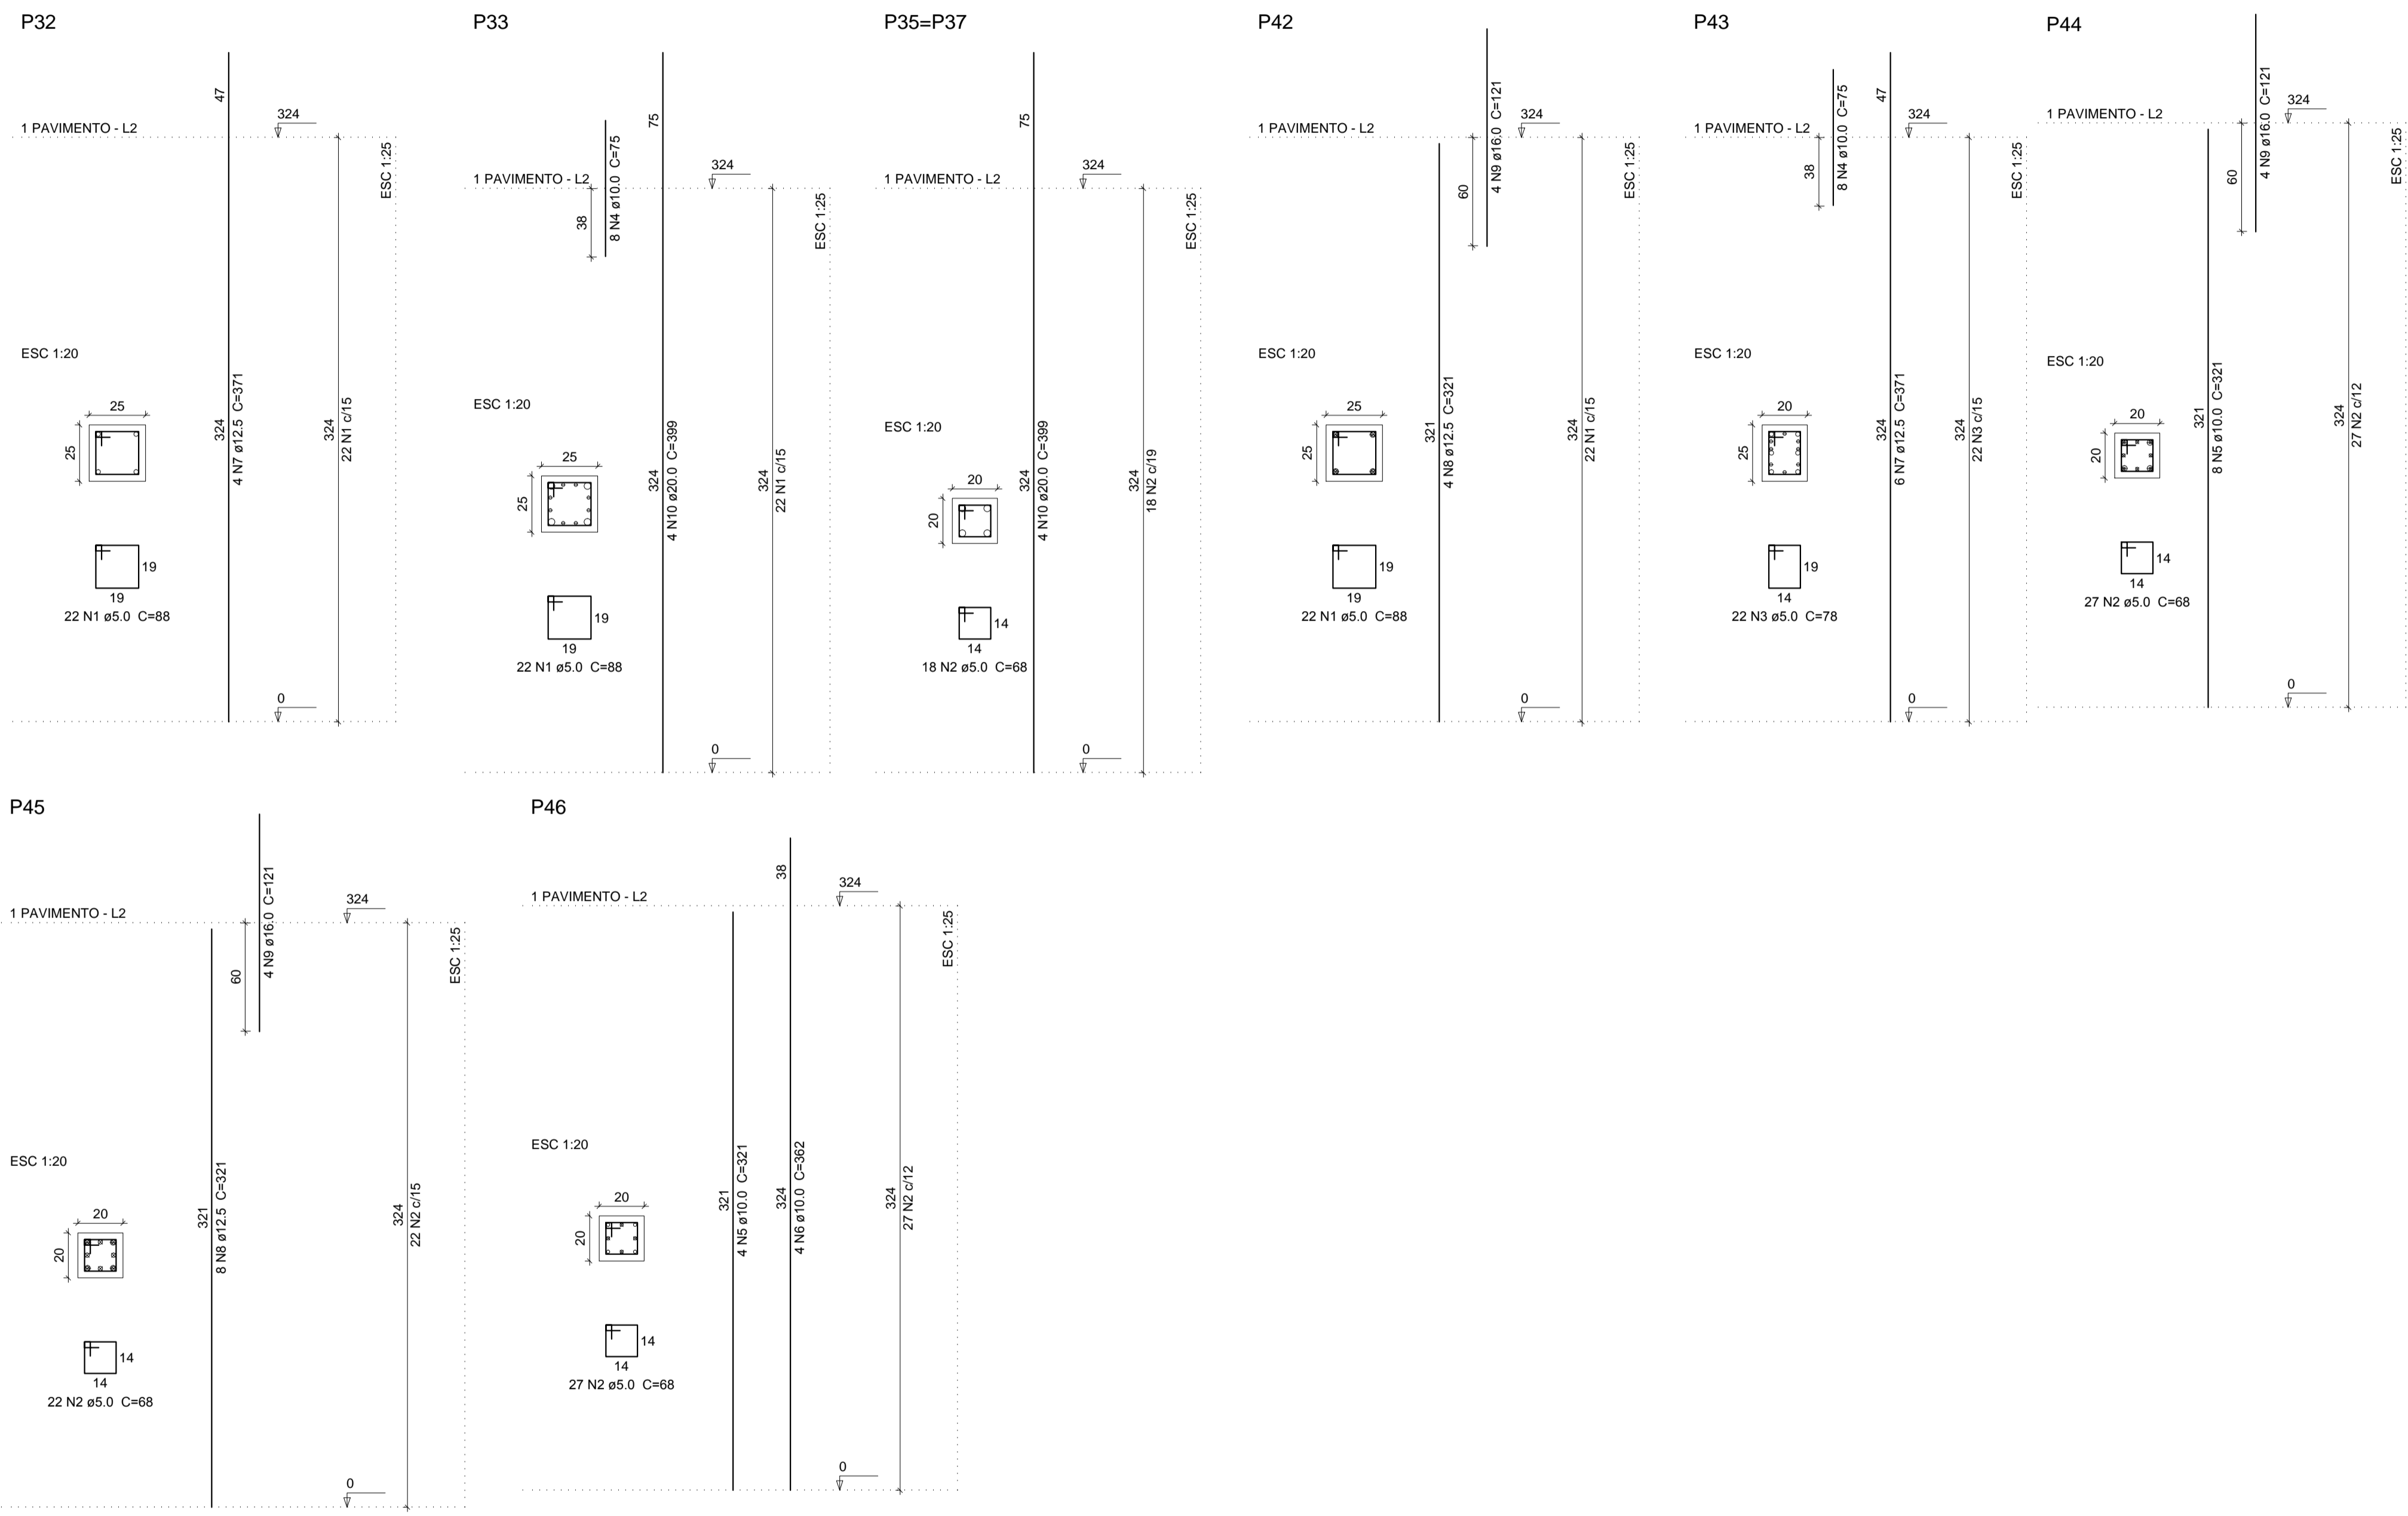 P32
47
324
1 PAVIMENTO - L2
ESC 1:25
ESC 1:20
25
25
324
4 N7 ø12.5 C=371
324
22 N1 c/15
19
19
22 N1 ø5.0 C=88
0
P33
75
8 N4 ø10.0 C=75
324
1 PAVIMENTO - L2
38
ESC 1:25
ESC 1:20
25
25
324
4 N10 ø20.0 C=399
324
22 N1 c/15
19
19
22 N1 ø5.0 C=88
0
P35=P37
75
324
1 PAVIMENTO - L2
ESC 1:25
ESC 1:20
20
20
324
4 N10 ø20.0 C=399
324
18 N2 c/19
14
14
18 N2 ø5.0 C=68
0
P42
4 N9 ø16.0 C=121
324
1 PAVIMENTO - L2
60
ESC 1:25
ESC 1:20
25
25
321
4 N8 ø12.5 C=321
324
22 N1 c/15
19
19
22 N1 ø5.0 C=88
0
P43
47
8 N4 ø10.0 C=75
324
1 PAVIMENTO - L2
38
ESC 1:25
ESC 1:20
20
25
324
6 N7 ø12.5 C=371
324
22 N3 c/15
19
14
22 N3 ø5.0 C=78
0
P44
4 N9 ø16.0 C=121
324
1 PAVIMENTO - L2
60
ESC 1:25
ESC 1:20
20
20
321
8 N5 ø10.0 C=321
324
27 N2 c/12
14
14
27 N2 ø5.0 C=68
0
P45
4 N9 ø16.0 C=121
324
1 PAVIMENTO - L2
60
ESC 1:25
ESC 1:20
20
20
321
8 N8 ø12.5 C=321
324
22 N2 c/15
14
14
22 N2 ø5.0 C=68
0
P46
38
324
1 PAVIMENTO - L2
ESC 1:25
ESC 1:20
20
20
321
4 N5 ø10.0 C=321
324
4 N6 ø10.0 C=362
324
27 N2 c/12
14
14
27 N2 ø5.0 C=68
0